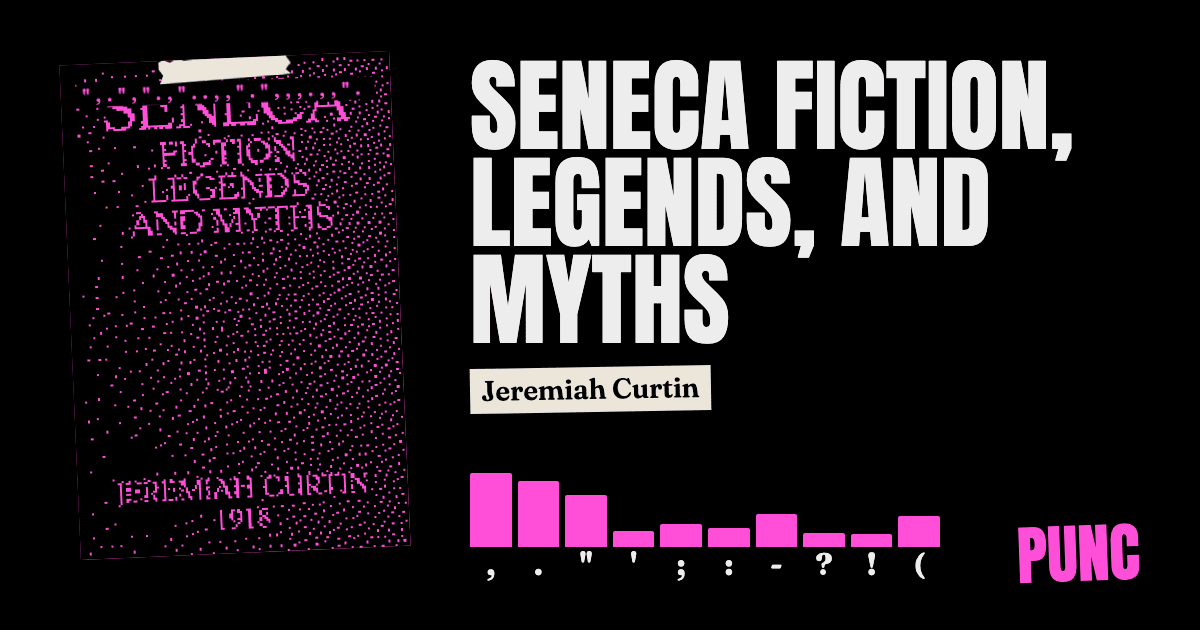 " , " , " , " , . " , " , , , , , " .
SENECA
FICTION
LEGENDS
AND MYTHS
JEREMIAH CURTIN
1918
SENECA FICTION,
LEGENDS, AND
MYTHS
Jeremiah Curtin
, . " ' ; : - ? ! (
PUNC